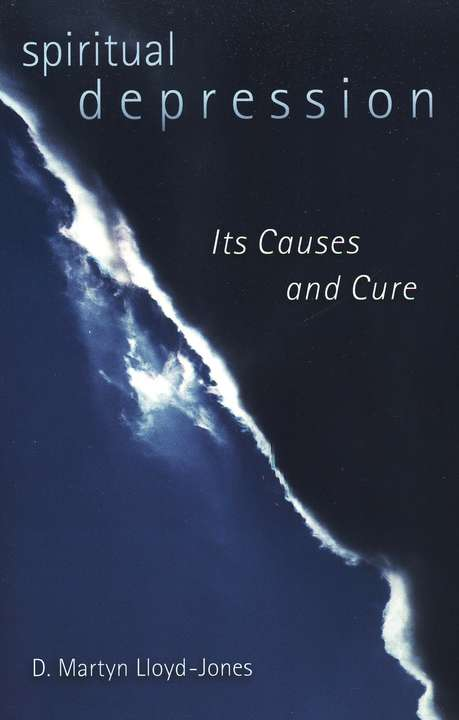 spiritual
depression
Its Causes
and Cure
D. Martyn Lloyd-Jones